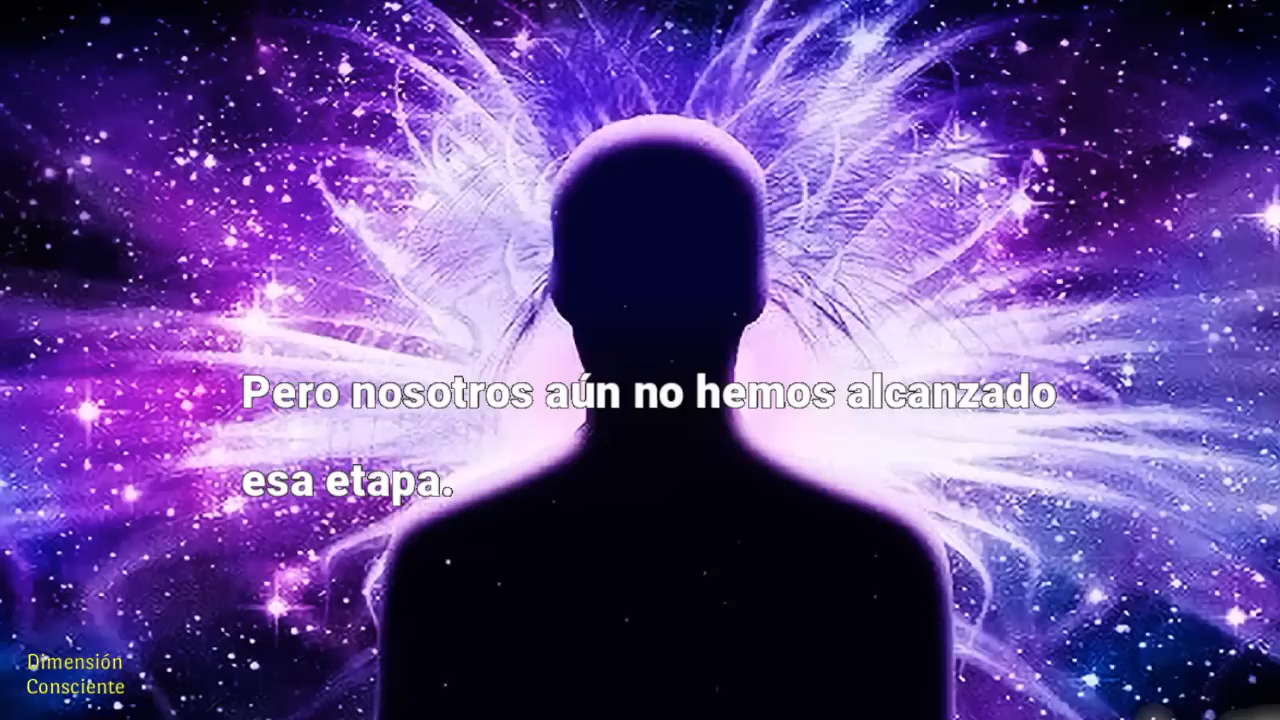 Pero nosotros aún no hemos alcanzado
esa etapa.
Dimensión
Consciente